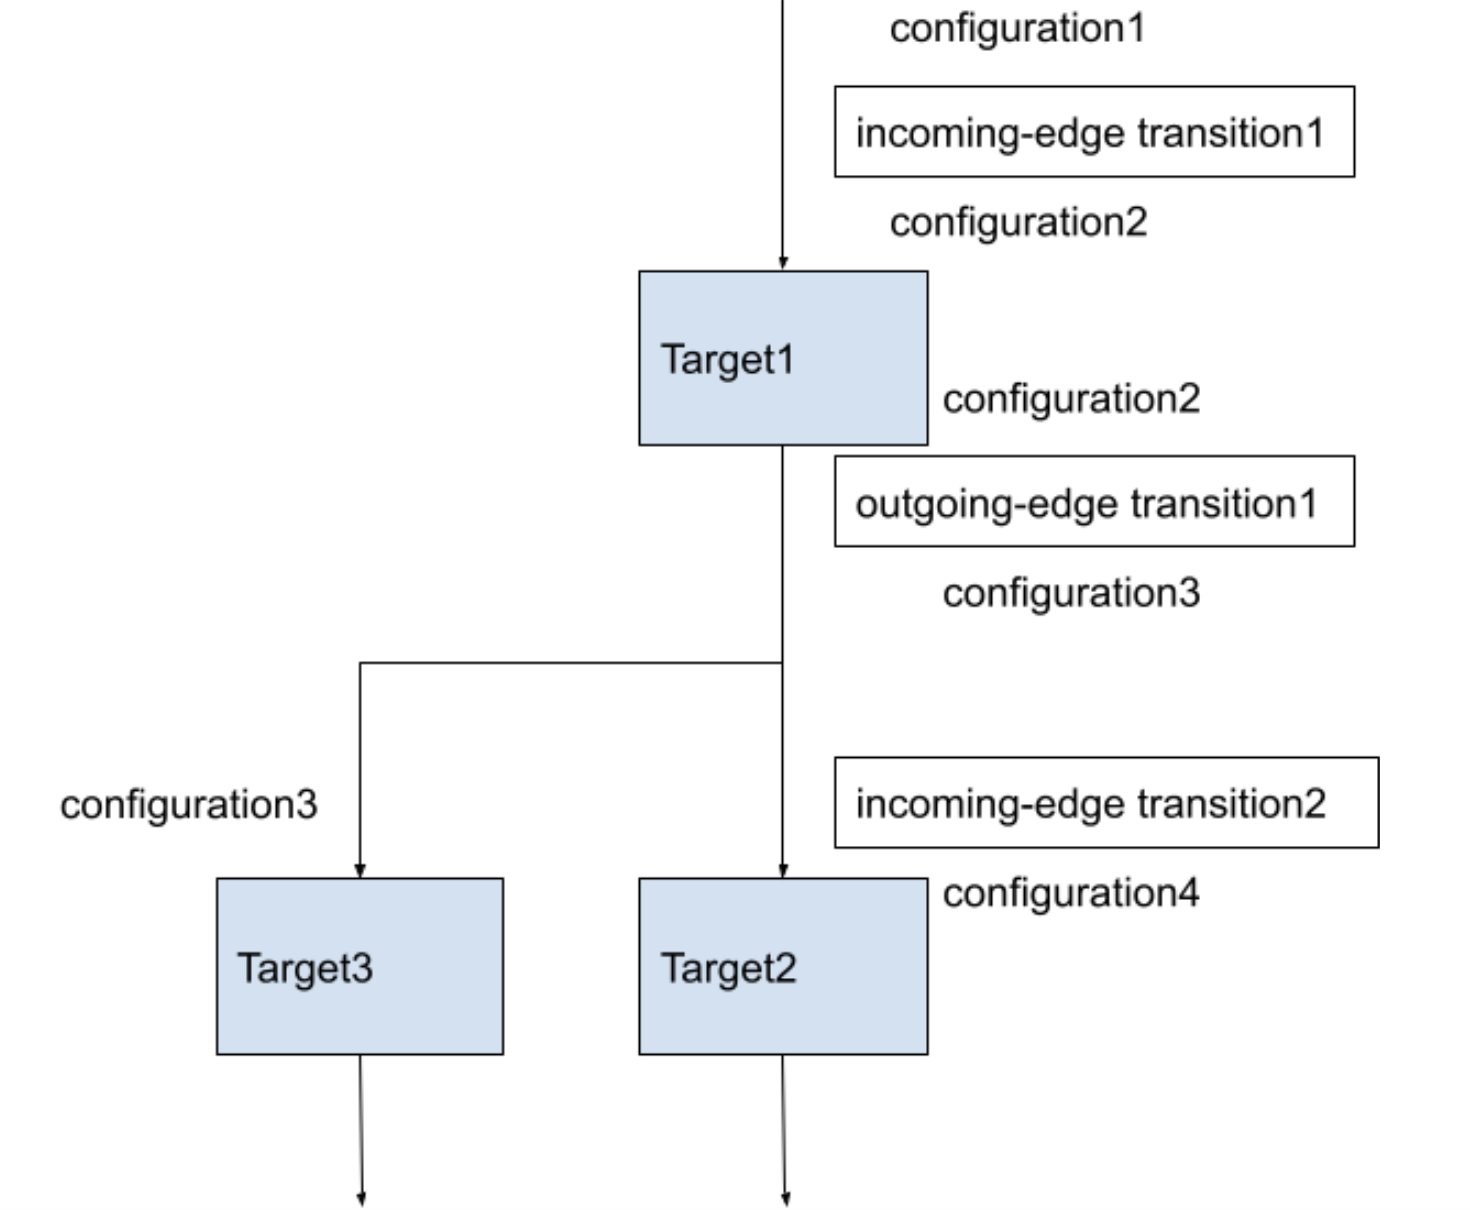 configuration1
incoming-edge transition1
configuration2
Target1
configuration2
outgoing-edge transition1
configuration3
configuration3
incoming-edge transition2
configuration4
Target3
Target2